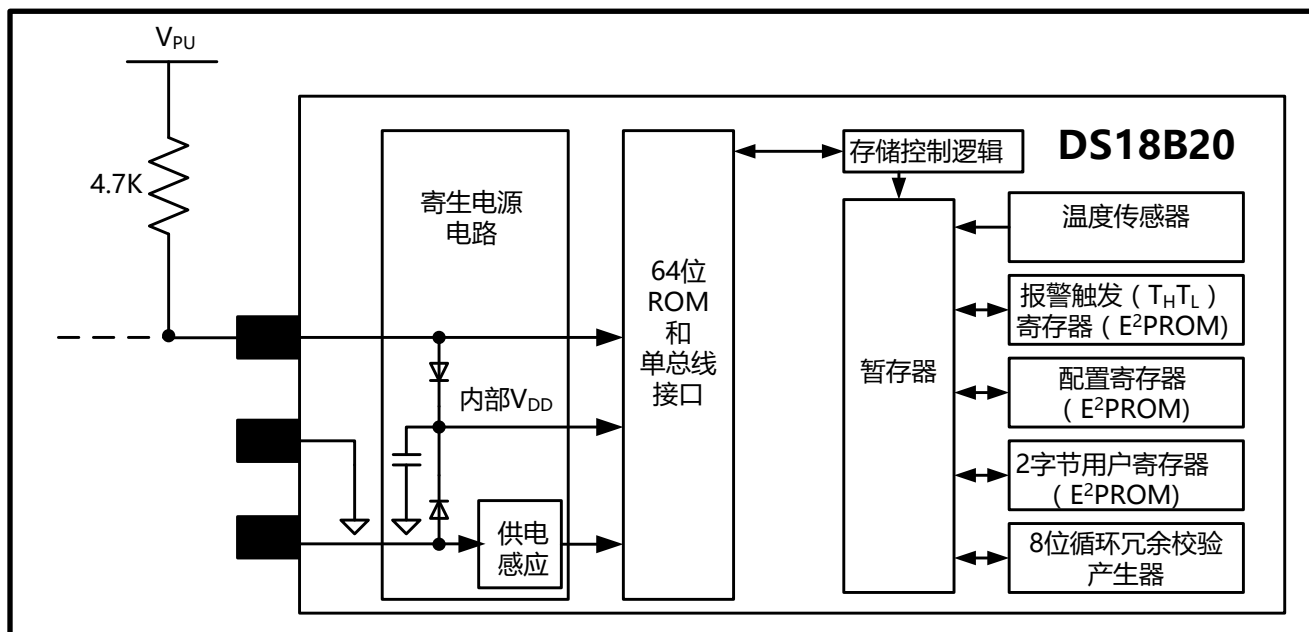 V_PU
4.7K
寄生电源
电路
内部V_DD
供电
感应
64位
ROM
和
单总线
接口
存储控制逻辑
DS18B20
暂存器
温度传感器
报警触发（T_HT_L）
寄存器（E²PROM)
配置寄存器
（E²PROM)
2字节用户寄存器
（E²PROM)
8位循环冗余校验
产生器